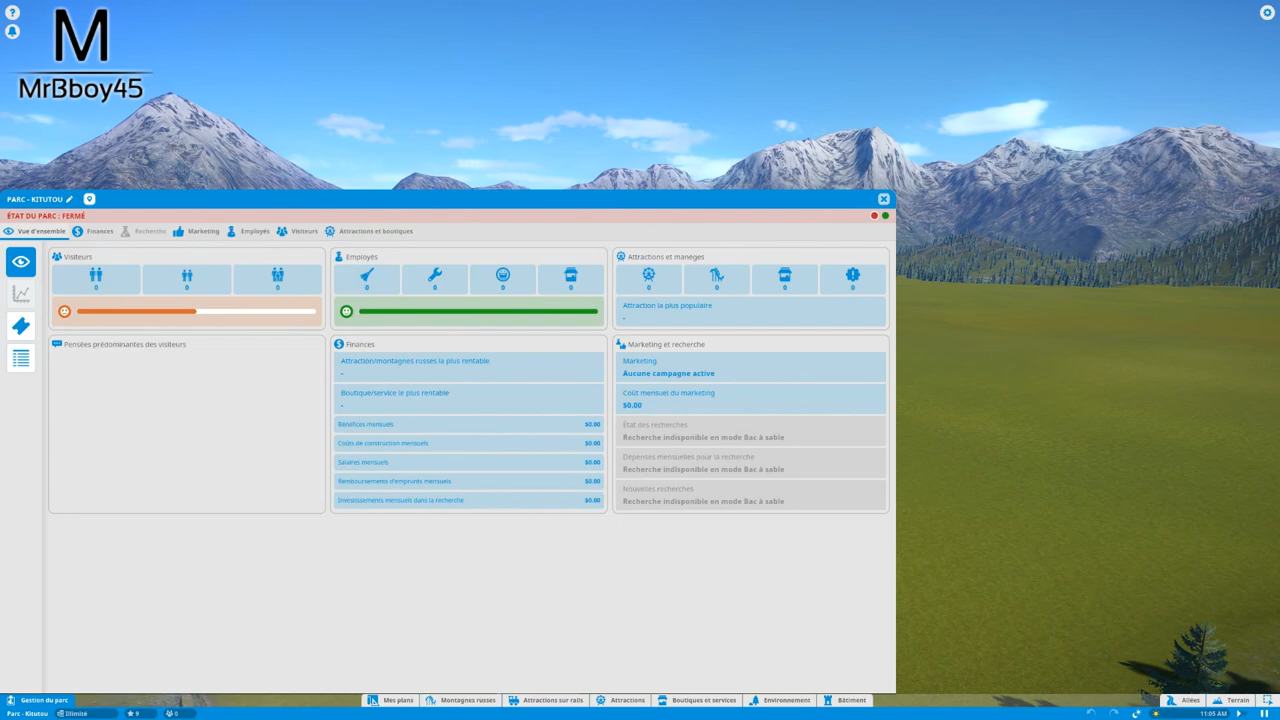 ?
M
MrBboy45
PARC - KITUTOU
ÉTAT DU PARC : FERMÉ
Vue d'ensemble
Finances
Recherche
Marketing
Employés
Visiteurs
Attractions et boutiques
Visiteurs
0
0
0
Employés
0
0
0
0
Attractions et manèges
0
0
0
0
Attraction la plus populaire
-
Pensées prédominantes des visiteurs
Finances
Attraction/montagnes russes la plus rentable
-
Boutique/service le plus rentable
-
Bénéfices mensuels $0.00
Coûts de construction mensuels $0.00
Salaires mensuels $0.00
Remboursements d'emprunts mensuels $0.00
Investissements mensuels dans la recherche $0.00
Marketing et recherche
Marketing
Aucune campagne active
Coût mensuel du marketing
$0.00
État des recherches
Recherche indisponible en mode Bac à sable
Dépenses mensuelles pour la recherche
Recherche indisponible en mode Bac à sable
Nouvelles recherches
Recherche indisponible en mode Bac à sable
Gestion du parc
Mes plans
Montagnes russes
Attractions sur rails
Attractions
Boutiques et services
Environnement
Bâtiment
Allées
Terrain
Parc - Kitutou
Illimité
9
0
11:05 AM